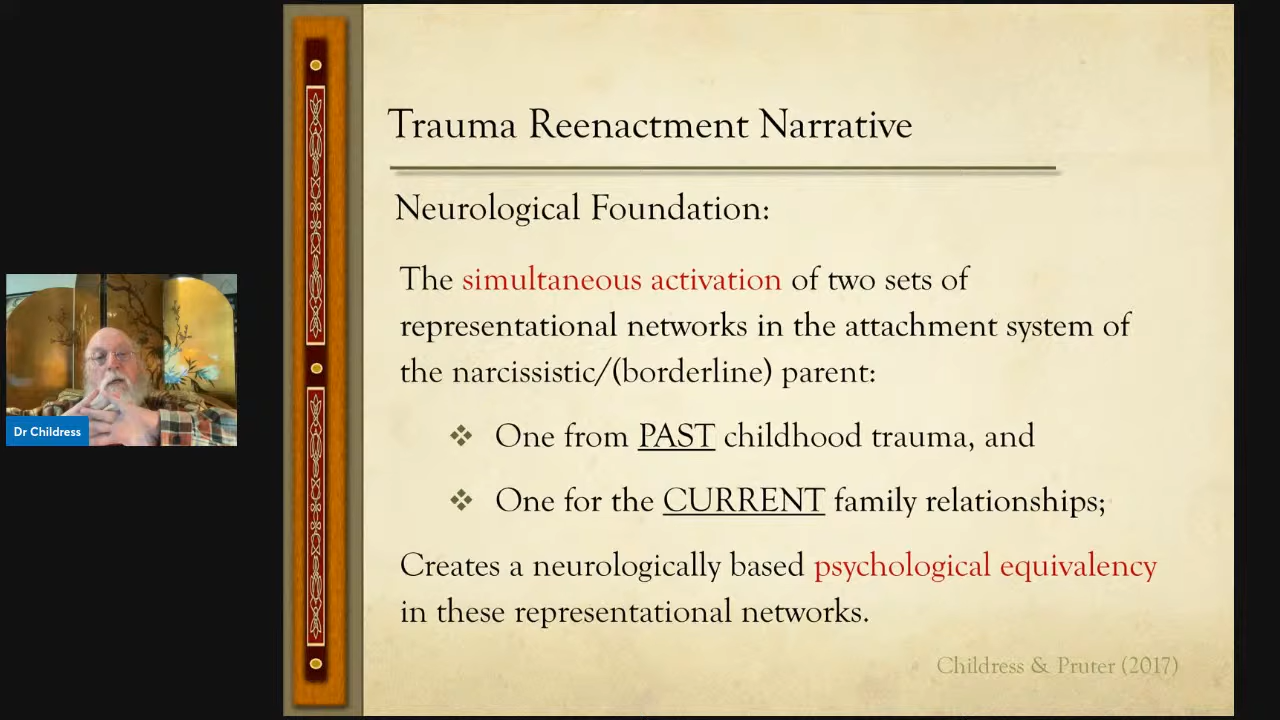 Trauma Reenactment Narrative
Neurological Foundation:
The simultaneous activation of two sets of
representational networks in the attachment system of
the narcissistic/(borderline) parent:
❖ One from PAST childhood trauma, and
❖ One for the CURRENT family relationships;
Creates a neurologically based psychological equivalency
in these representational networks.
Childress & Pruter (2017)
Dr Childress